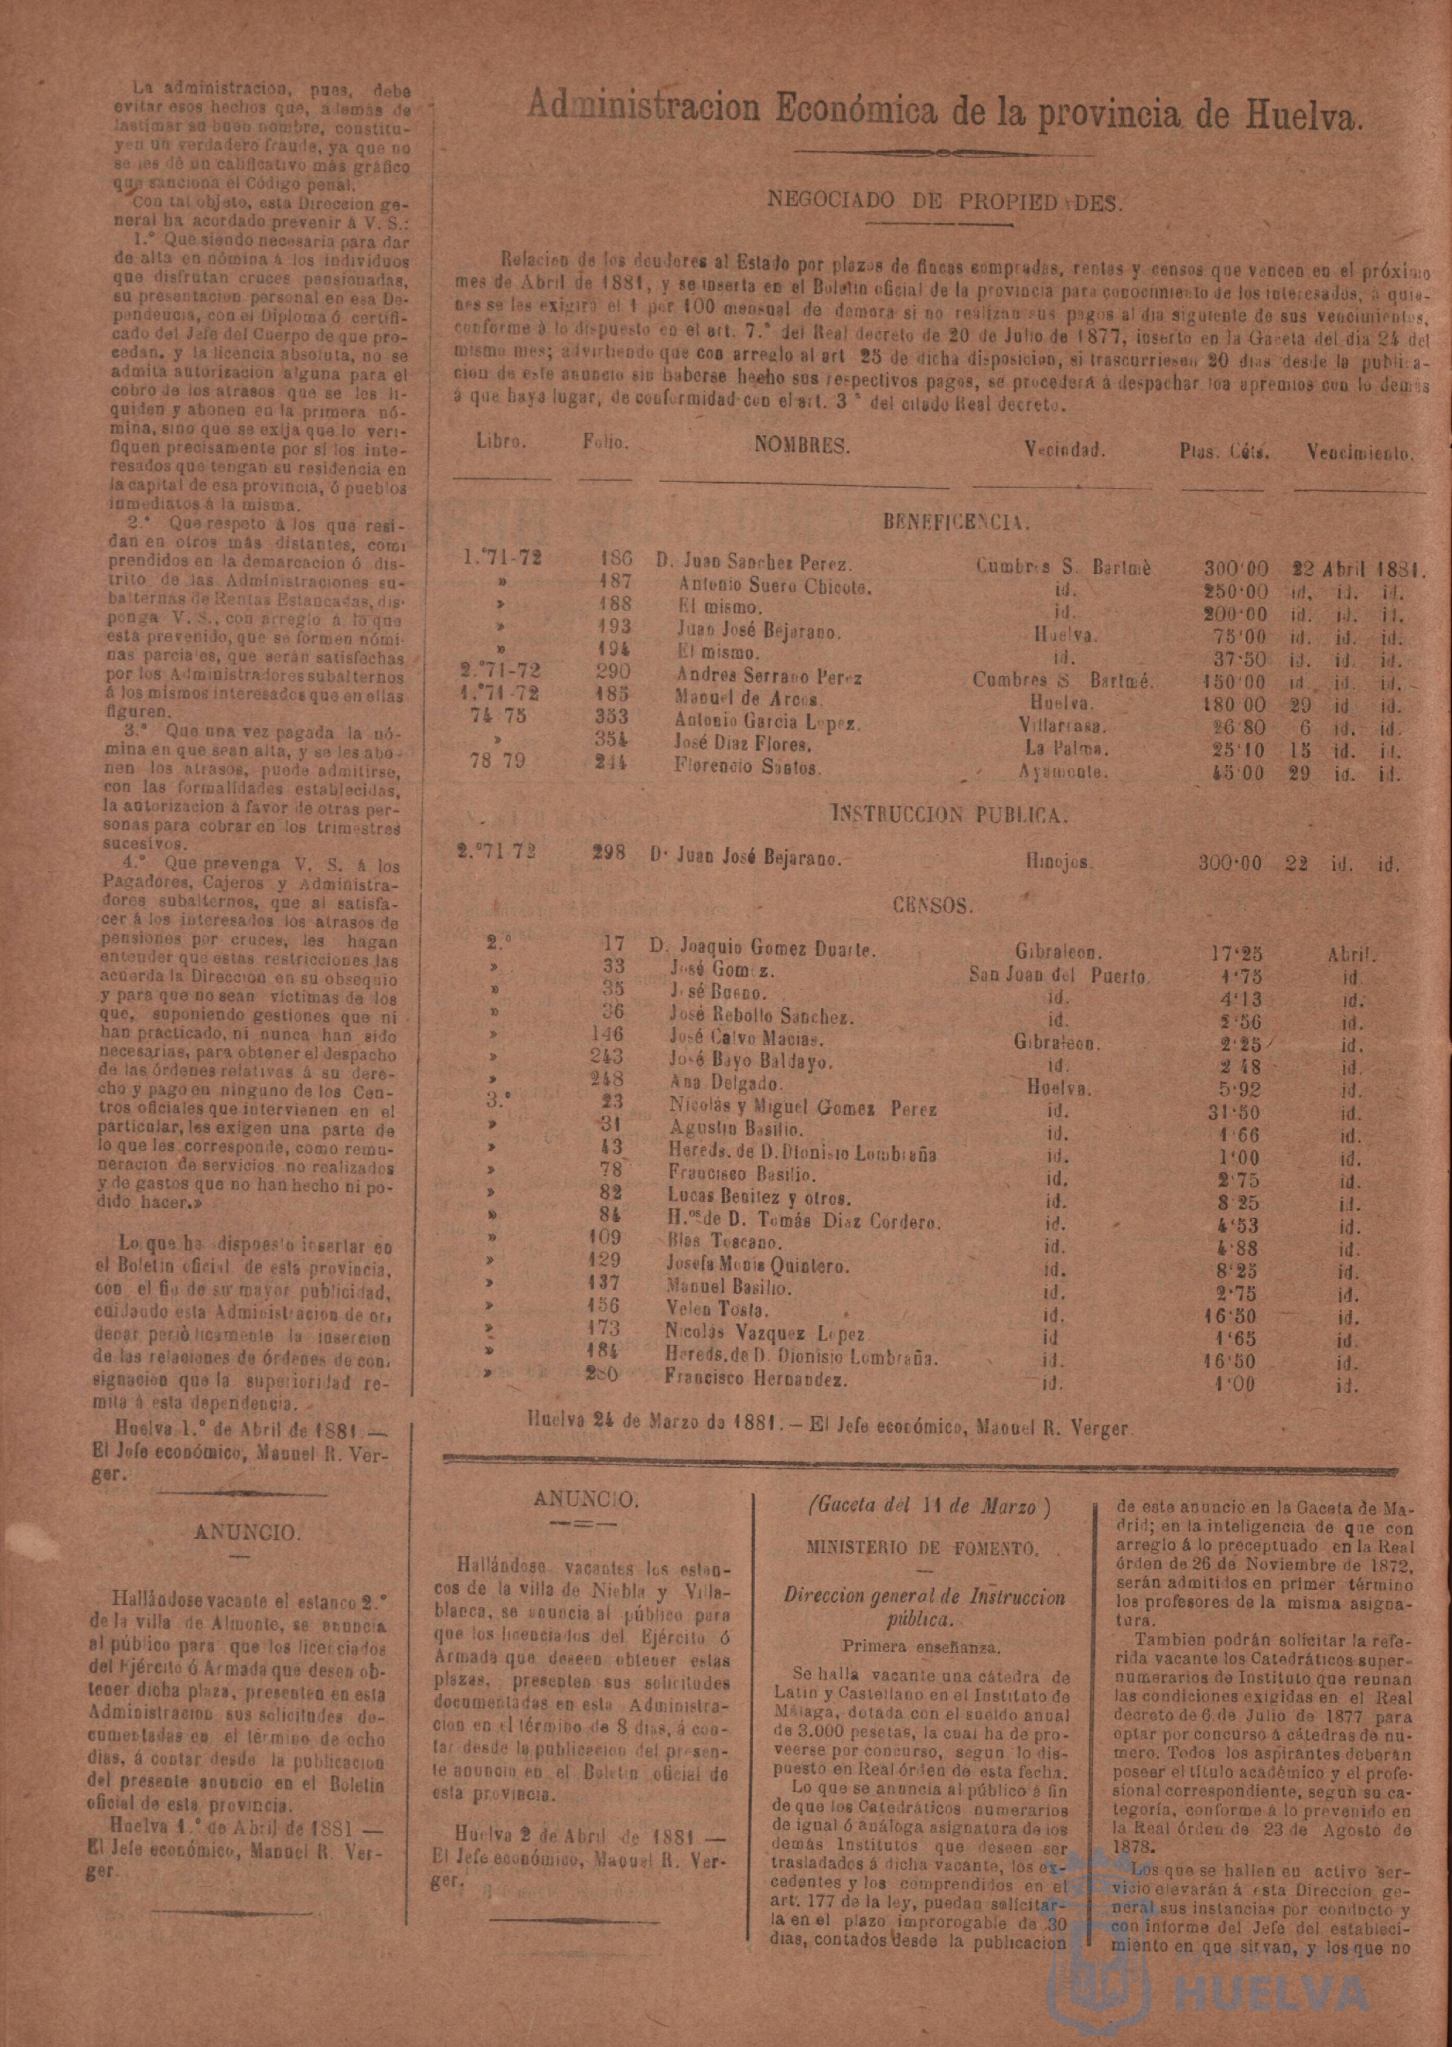 La administracion, pues, debe
evitar esos hechos que, además de
lastimar su buen nombre, constitu-
yen un verdadero fraude, ya que no
se les dé un calificativo más gráfico
que sanciona el Código penal.
Con tal objeto, esta Direccion ge-
neral ha acordado prevenir á V. S.:
1.° Que siendo necesaria para dar
de alta en nómina á los individuos
que disfrutan cruces pensionadas,
su presentacion personal en esa De-
pendencia, con el Diploma ó certifi-
cado del Jefe del Cuerpo de que pro-
cedan, y la licencia absoluta, no se
admita autorizacion alguna para el
cobro de los atrasos que se les li-
quiden y abonen en la primera nó-
mina, sino que se exija que lo veri-
fiquen precisamente por sí los inte-
resados que tengan su residencia en
la capital de esa provincia, ó pueblos
inmediatos á la misma.
2.° Que respeto á los que resi-
dan en otros más distantes, com
prendidos en la demarcacion ó dis-
trito de las Administraciones su-
balternas de Rentas Estancadas, dis-
ponga V. S., con arreglo á lo que
está prevenido, que se formen nómi-
nas parciales, que serán satisfechas
por los Administradores subalternos
á los mismos interesados que en ellas
figuren.
3.° Que una vez pagada la nó-
mina en que sean alta, y se les abo-
nen los atrasos, puede admitirse,
con las formalidades establecidas,
la autorizacion á favor de otras per-
sonas para cobrar en los trimestres
sucesivos.
4.° Que prevenga V. S. á los
Pagadores, Cajeros y Administra-
dores subalternos, que al satisfa-
cer á los interesados los atrasos de
pensiones por cruces, les hagan
entender que estas restricciones las
acuerda la Direccion en su obsequio
y para que no sean víctimas de los
que, suponiendo gestiones que ni
han practicado, ni nunca han sido
necesarias, para obtener el despacho
de las órdenes relativas á su dere-
cho y pago en ninguno de los Cen-
tros oficiales que intervienen en el
particular, les exigen una parte de
lo que les corresponde, como remu-
neracion de servicios no realizados
y de gastos que no han hecho ni po-
dido hacer.»
Lo que he dispuesto insertar en
el Boletin oficial de esta provincia,
con el fin de su mayor publicidad,
cuidando esta Administracion de or-
denar periódicamente la insercion
de las relaciones de órdenes de con-
signacion que la superioridad re-
mita á esta dependencia.
Huelva 1.° de Abril de 1881.—
El Jefe económico, Manuel R. Ver-
ger.
ANUNCIO.
Hallándose vacante el estanco 2.°
de la villa de Almonte, se anuncia
al público para que los licenciados
del Ejército ó Armada que deseen ob-
tener dicha plaza, presenten en esta
Administracion sus solicitudes do-
cumentadas en el término de ocho
dias, á contar desde la publicacion
del presente anuncio en el Boletin
oficial de esta provincia.
Huelva 1.° de Abril de 1881—
El Jefe económico, Manuel R. Ver-
ger.
Administracion Económica de la provincia de Huelva.
NEGOCIADO DE PROPIEDADES.
Relacion de los deudores al Estado por plazos de fincas compradas, rentas y censos que vencen en el próximo
mes de Abril de 1881, y se inserta en el Boletin oficial de la provincia para conocimiento de los interesados, á quie-
nes se les exigirá el 1 por 100 mensual de demora si no realizan sus pagos al dia siguiente de sus vencimientos,
conforme á lo dispuesto en el art. 7.° del Real decreto de 20 de Julio de 1877, inserto en la Gaceta del dia 24 del
mismo mes; advirtiendo que con arreglo al art 25 de dicha disposicion, si trascurriesen 20 dias desde la publica-
cion de este anuncio sin haberse hecho sus respectivos pagos, se procederá á despachar los apremios con lo demás
á que haya lugar, de conformidad con el art. 3° del citado Real decreto.
Libro. Folio. NOMBRES. Vecindad. Ptas. Céts. Vencimiento.
BENEFICENCIA.
1.°71-72 186 D. Juan Sanchez Perez. Cumbres S. Bartmè 300'00 22 Abril 1881.
» 187 Antonio Suero Chicote. id. 250·00 id. id. id.
» 188 El mismo. id. 200'00 id. id. id.
» 193 Juan José Bejarano. Huelva. 75'00 id. id. id.
» 194 El mismo. id. 37·50 id. id. id.
2.°71-72 290 Andres Serrano Perez Cumbres S. Bartmé. 150'00 id id. id.
1.°71-72 185 Manuel de Arcos. Huelva. 180 00 29 id id.
74 75 353 Antonio Garcia Lopez. Villarrasa. 26 80 6 id. id.
» 354 José Diaz Flores. La Palma. 25'10 15 id. id.
78 79 244 Florencio Santos. Ayamonte. 45'00 29 id. id.
INSTRUCCION PUBLICA.
2.°71 72 298 D· Juan José Bejarano. Hinojos. 300·00 22 id. id.
CENSOS.
2.° 17 D. Joaquin Gomez Duarte. Gibraleon. 17'25 Abril.
» 33 José Gomez. San Juan del Puerto. 1'75 id.
» 35 José Bueno. id. 4'13 id.
» 36 José Rebollo Sanchez. id. 2'56 id.
» 146 José Calvo Macias. Gibraleon. 2'25 id.
» 243 José Bayo Baldayo. id. 2 48 id.
» 248 Ana Delgado. Huelva. 5·92 id.
3.° 23 Nicolás y Miguel Gomez Perez id. 31'50 id.
» 31 Agustin Basilio. id. 1'66 id.
» 43 Hereds. de D. Dionisio Lombraña id. 1'00 id.
» 78 Francisco Basilio. id. 2'75 id.
» 82 Lucas Benitez y otros. id. 8 25 id.
» 84 H.os de D. Tomás Diaz Cordero. id. 4'53 id.
» 109 Blas Toscano. id. 4·88 id.
» 129 Josefa Monis Quintero. id. 8'25 id.
» 137 Manuel Basilio. id. 2'75 id.
» 156 Velen Tosta. id. 16'50 id.
» 173 Nicolás Vazquez Lopez id 1'65 id.
» 184 Hereds. de D. Dionisio Lombraña. id. 16'50 id.
» 280 Francisco Hernandez. id. 1'00 id.
Huelva 24 de Marzo de 1881.—El Jefe económico, Manuel R. Verger.
ANUNCIO.
Hallándose vacantes los estan-
cos de la villa de Niebla y Villa-
blanca, se anuncia al público para
que los licenciados del Ejército ó
Armada que deseen obtener estas
plazas, presenten sus solicitudes
documentadas en esta Administra-
cion en el término de 8 dias, á con-
tar desde la publicacion del presen-
te anuncio en el Boletin oficial de
esta provincia.
Huelva 2 de Abril de 1881—
El Jefe económico, Manuel R. Ver-
ger.
(Gaceta del 11 de Marzo)
MINISTERIO DE FOMENTO.
Direccion general de Instruccion
pública.
Primera enseñanza.
Se halla vacante una cátedra de
Latin y Castellano en el Instituto de
Málaga, dotada con el sueldo anual
de 3.000 pesetas, la cual ha de pro-
veerse por concurso, segun lo dis-
puesto en Real órden de esta fecha.
Lo que se anuncia al público á fin
de que los Catedráticos numerarios
de igual ó análoga asignatura de los
demás Institutos que deseen ser
trasladados á dicha vacante, los ex-
cedentes y los comprendidos en el
art. 177 de la ley, puedan solicitar-
la en el plazo improrogable de 30
dias, contados desde la publicacion
de este anuncio en la Gaceta de Ma-
drid; en la inteligencia de que con
arreglo á lo preceptuado en la Real
órden de 26 de Noviembre de 1872,
serán admitidos en primer término
los profesores de la misma asigna-
tura.
Tambien podrán solicitar la refe-
rida vacante los Catedráticos super-
numerarios de Instituto que reunan
las condiciones exigidas en el Real
decreto de 6 de Julio de 1877 para
optar por concurso á cátedras de nú-
mero. Todos los aspirantes deberán
poseer el título académico y el profe-
sional correspondiente, segun su ca-
tegoría, conforme á lo prevenido en
la Real órden de 23 de Agosto de
1878.
Los que se hallen en activo ser-
vicio elevarán á esta Direccion ge-
neral sus instancias por conducto y
con informe del Jefe del estableci-
miento en que sirvan, y los que no
HUELVA